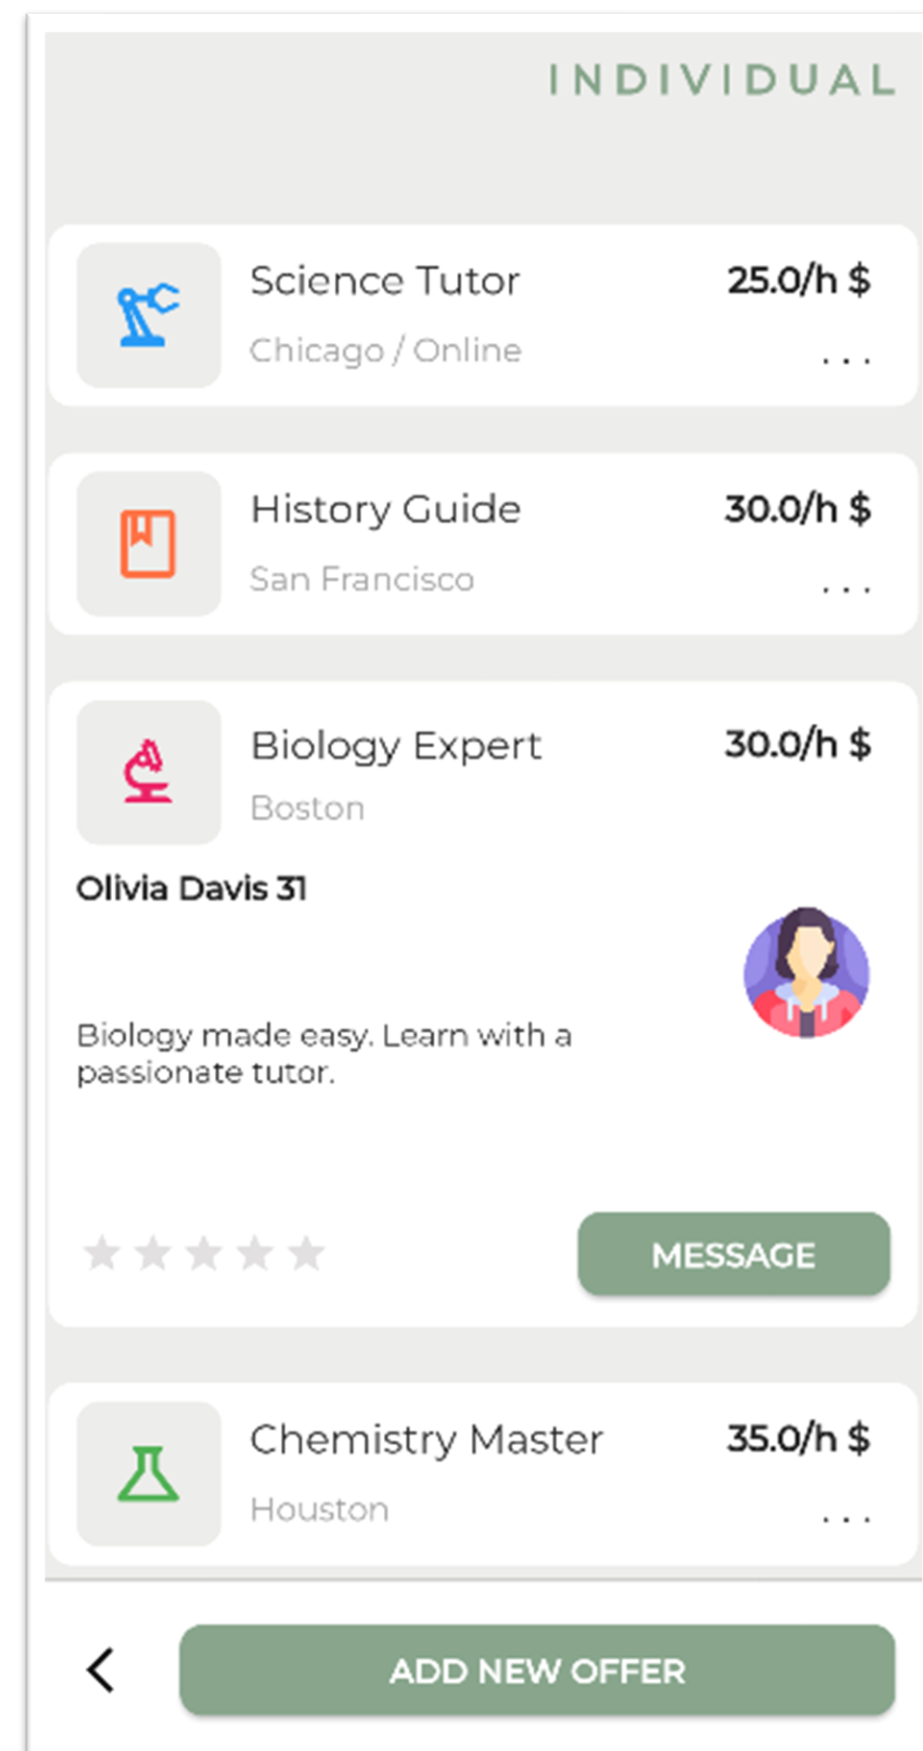 INDIVIDUAL
Science Tutor
25.0/h $
Chicago / Online
...
History Guide
30.0/h $
San Francisco
...
Biology Expert
30.0/h $
Boston
Olivia Davis 31
Biology made easy. Learn with a
passionate tutor.
MESSAGE
Chemistry Master
35.0/h $
Houston
...
ADD NEW OFFER